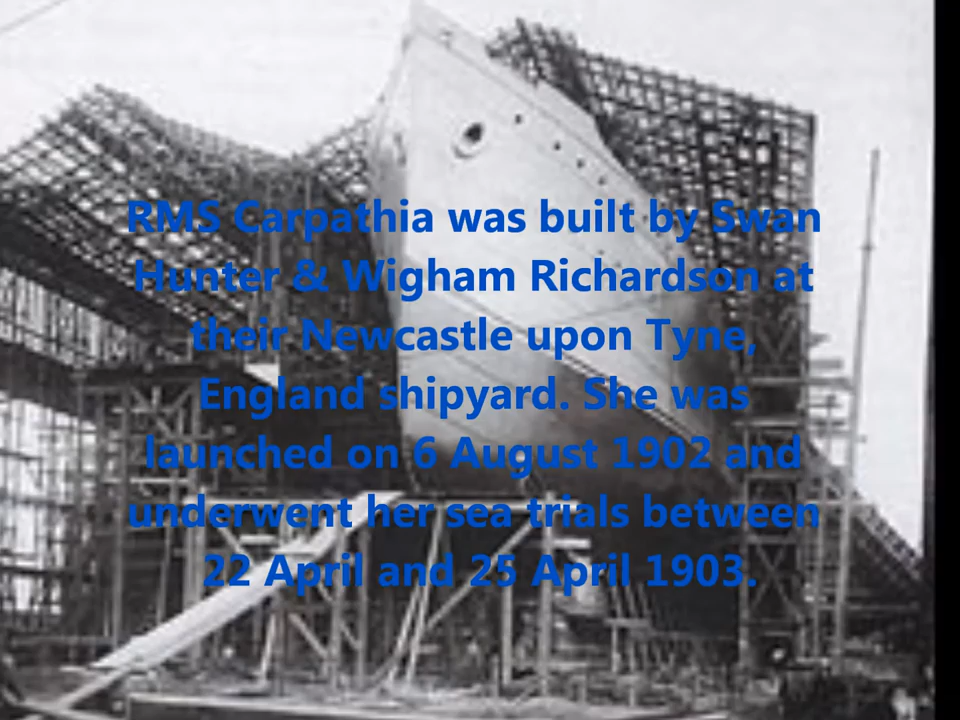 RMS Carpathia was built by Swan
Hunter & Wigham Richardson at
their Newcastle upon Tyne,
England shipyard. She was
launched on 6 August 1902 and
underwent her sea trials between
22 April and 25 April 1903.